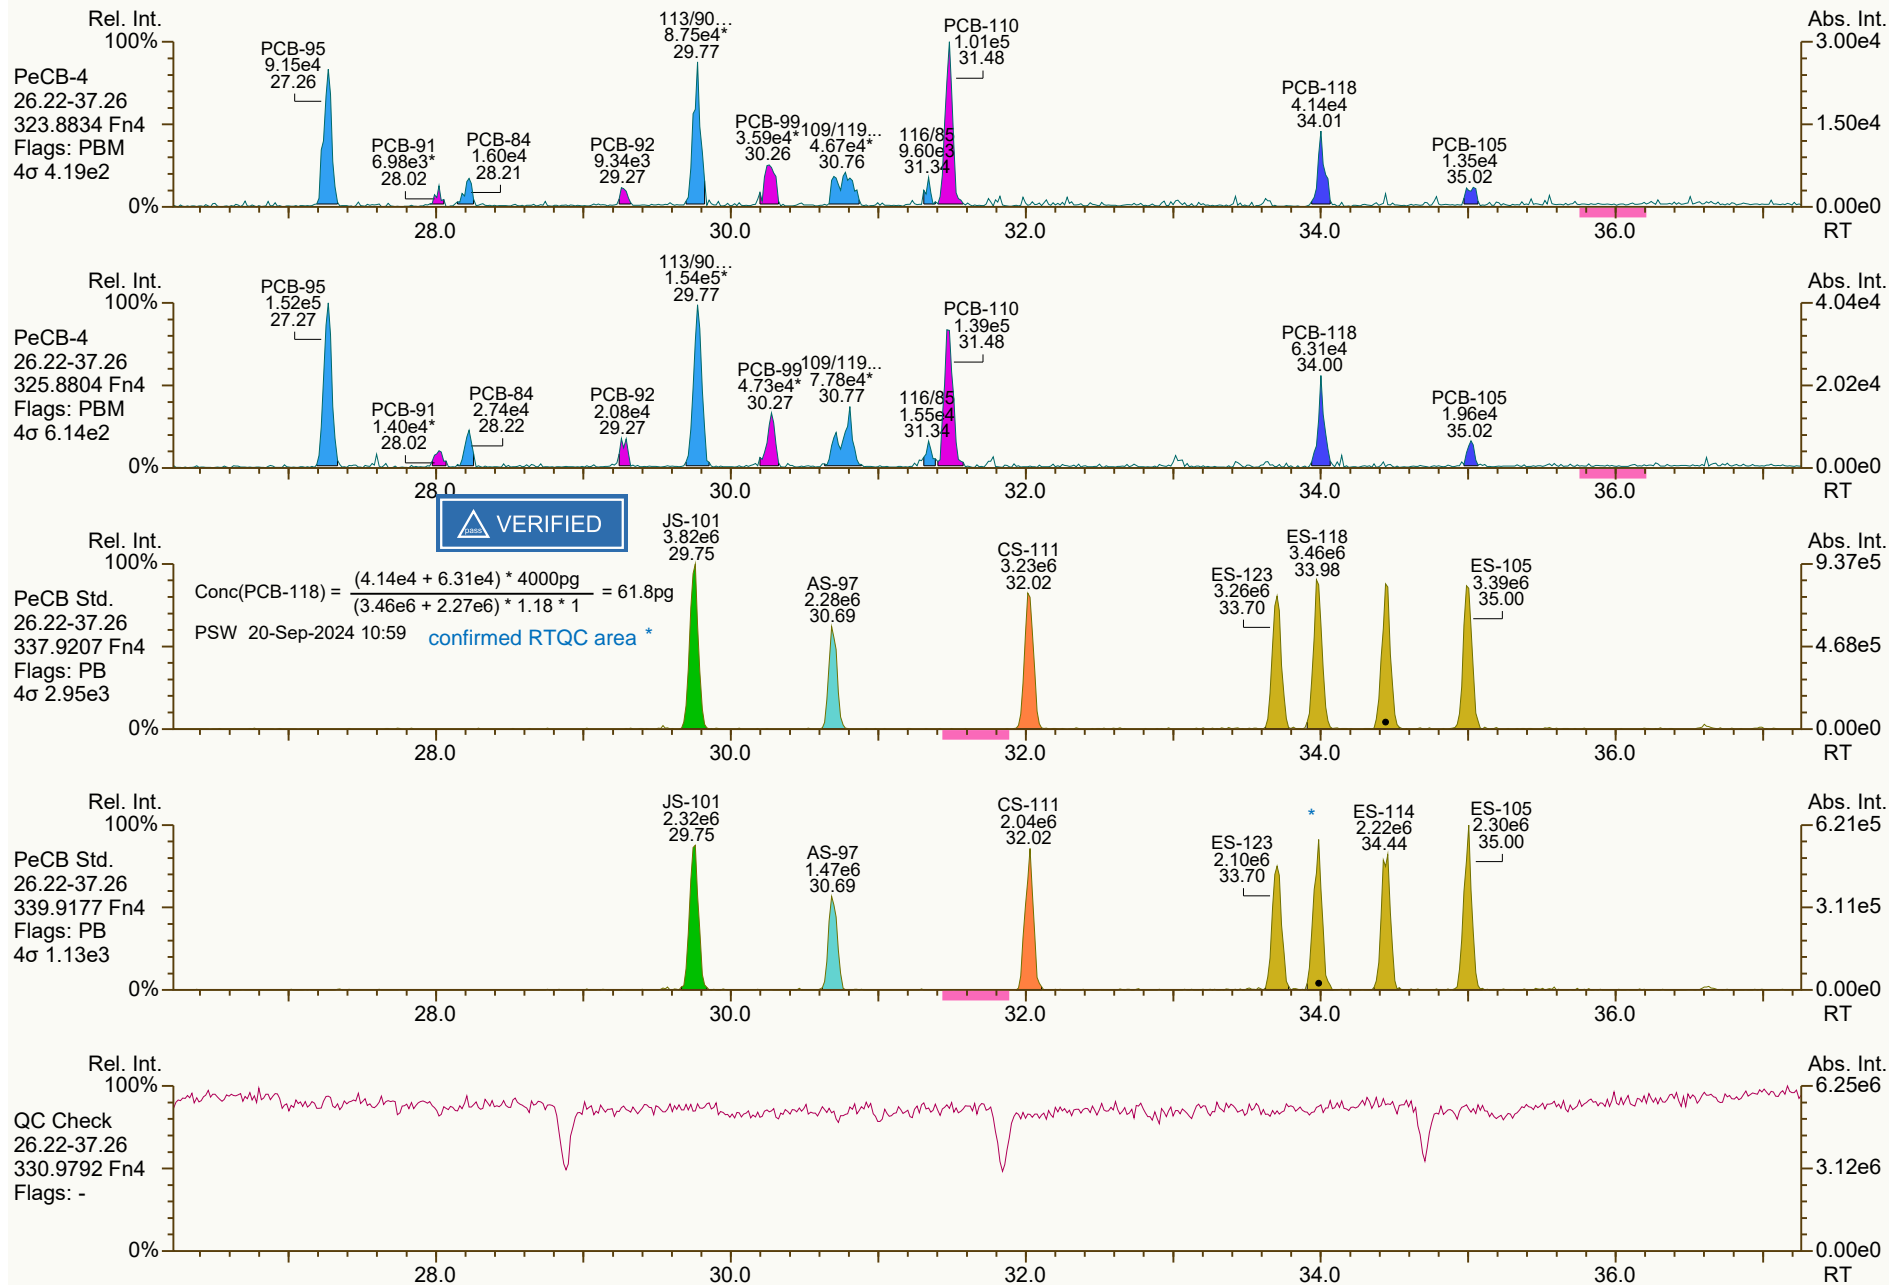 Rel. Int.
Abs. Int.
100%
0%
3.00e4
1.50e4
0.00e0
PeCB-4
26.22-37.26
323.8834 Fn4
Flags: PBM
4σ 4.19e2
PCB-95
9.15e4
27.26
PCB-91
6.98e3*
28.02
PCB-84
1.60e4
28.21
PCB-92
9.34e3
29.27
113/90...
8.75e4*
29.77
PCB-99
3.59e4*
30.26
109/119...
4.67e4*
30.76
116/85
9.60e3
31.34
PCB-110
1.01e5
31.48
PCB-118
4.14e4
34.01
PCB-105
1.35e4
35.02
28.0 30.0 32.0 34.0 36.0 RT
Rel. Int.
Abs. Int.
100%
0%
4.04e4
2.02e4
0.00e0
PeCB-4
26.22-37.26
325.8804 Fn4
Flags: PBM
4σ 6.14e2
PCB-95
1.52e5
27.27
PCB-91
1.40e4*
28.02
PCB-84
2.74e4
28.22
PCB-92
2.08e4
29.27
113/90...
1.54e5*
29.77
PCB-99
4.73e4*
30.27
109/119...
7.78e4*
30.77
116/85
1.55e4
31.34
PCB-110
1.39e5
31.48
PCB-118
6.31e4
34.00
PCB-105
1.96e4
35.02
28.0 30.0 32.0 34.0 36.0 RT
pass VERIFIED
Rel. Int.
Abs. Int.
100%
0%
9.37e5
4.68e5
0.00e0
PeCB Std.
26.22-37.26
337.9207 Fn4
Flags: PB
4σ 2.95e3
Conc(PCB-118) = (4.14e4 + 6.31e4) * 4000pg
(3.46e6 + 2.27e6) * 1.18 * 1 = 61.8pg
PSW 20-Sep-2024 10:59 confirmed RTQC area *
JS-101
3.82e6
29.75
AS-97
2.28e6
30.69
CS-111
3.23e6
32.02
ES-123
3.26e6
33.70
ES-118
3.46e6
33.98
ES-105
3.39e6
35.00
28.0 30.0 32.0 34.0 36.0 RT
Rel. Int.
Abs. Int.
100%
0%
6.21e5
3.11e5
0.00e0
PeCB Std.
26.22-37.26
339.9177 Fn4
Flags: PB
4σ 1.13e3
JS-101
2.32e6
29.75
AS-97
1.47e6
30.69
CS-111
2.04e6
32.02
ES-123
2.10e6
33.70
*
ES-114
2.22e6
34.44
ES-105
2.30e6
35.00
28.0 30.0 32.0 34.0 36.0 RT
Rel. Int.
Abs. Int.
100%
0%
6.25e6
3.12e6
0.00e0
QC Check
26.22-37.26
330.9792 Fn4
Flags: -
28.0 30.0 32.0 34.0 36.0 RT